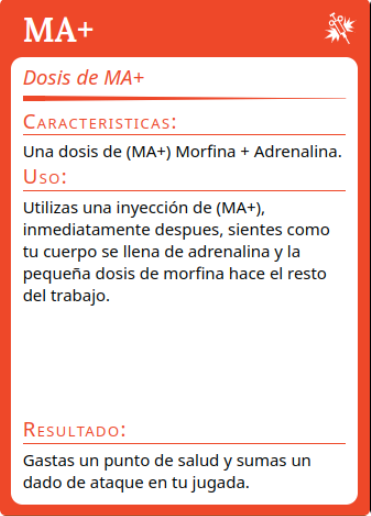 MA+
Dosis de MA+
Caracteristicas:
Una dosis de (MA+) Morfina + Adrenalina.
Uso:
Utilizas una inyección de (MA+),
inmediatamente despues, sientes como
tu cuerpo se llena de adrenalina y la
pequeña dosis de morfina hace el resto
del trabajo.
Resultado:
Gastas un punto de salud y sumas un
dado de ataque en tu jugada.